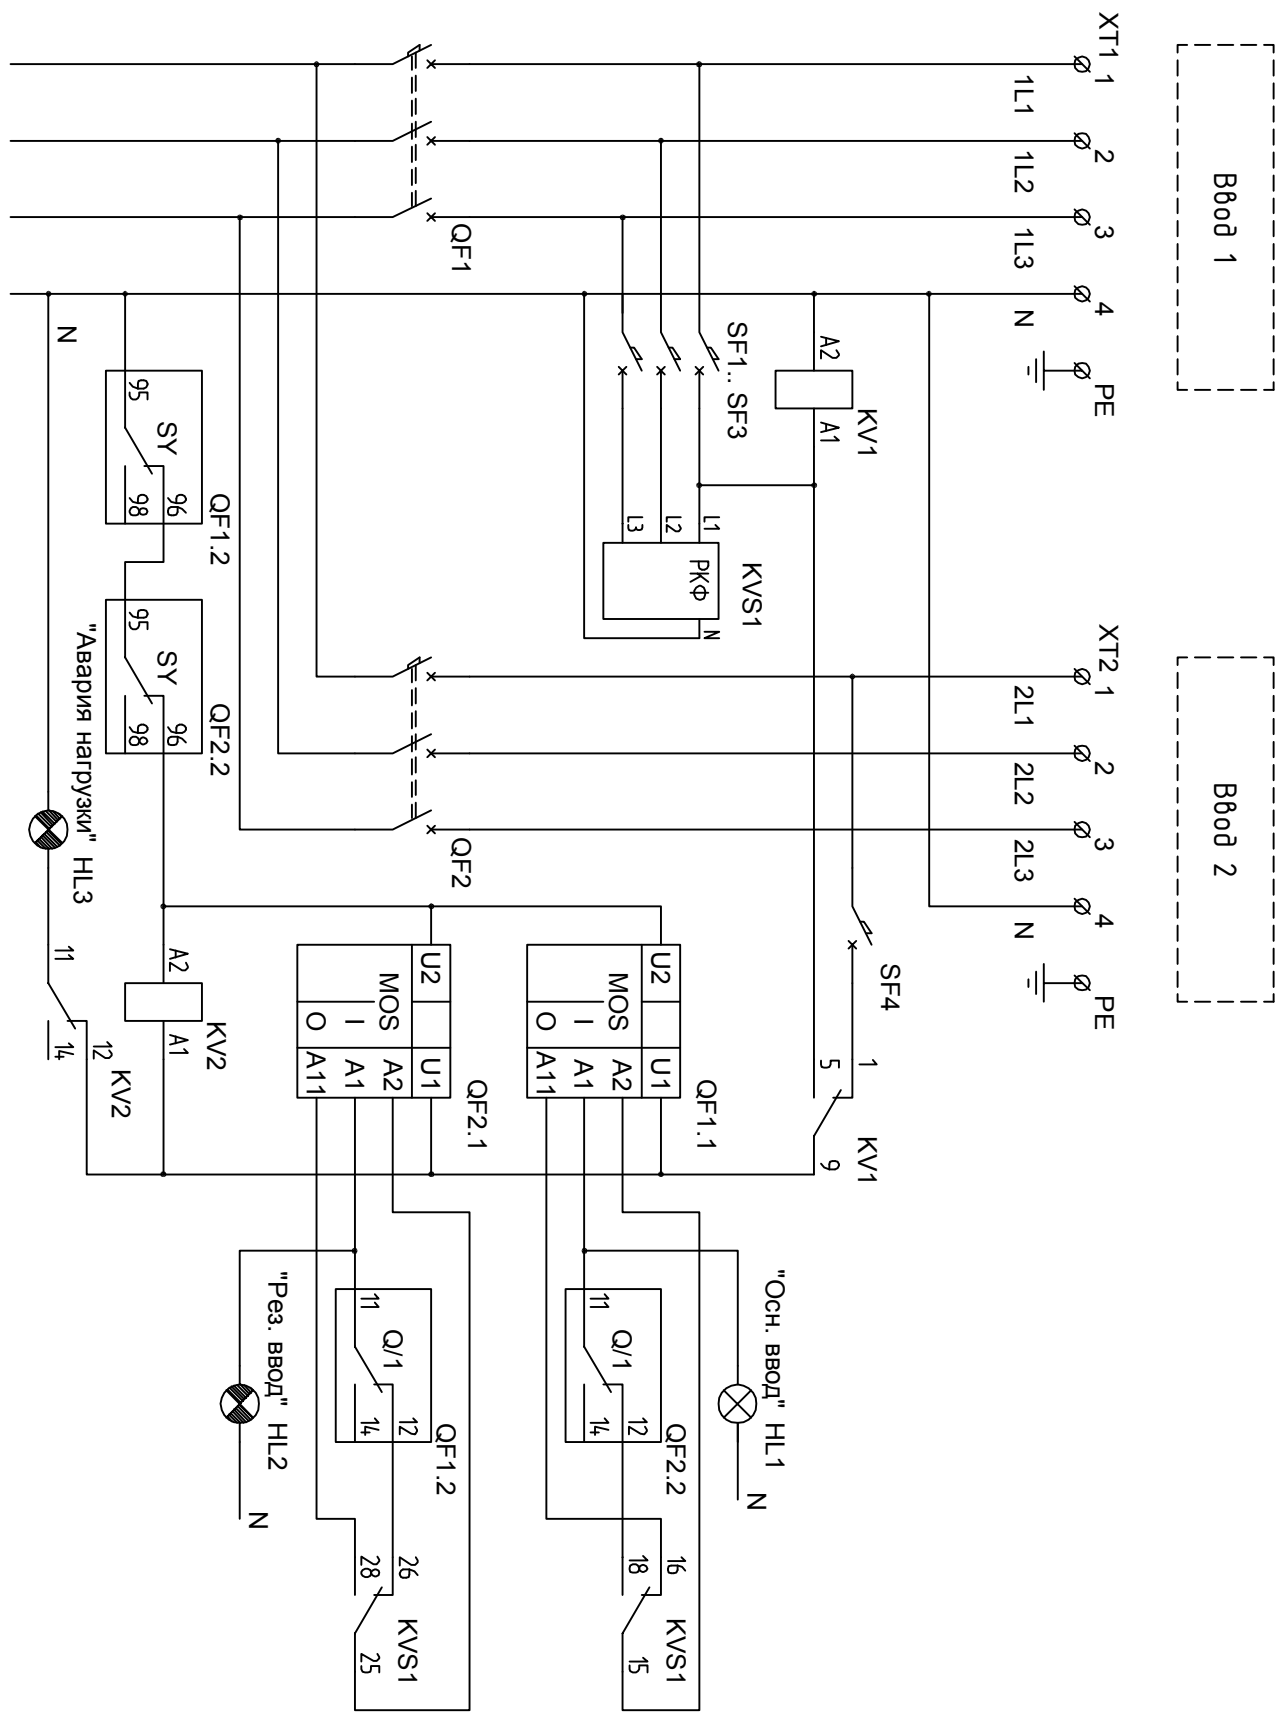 Ввод 1
Ввод 2
XT1
1
2
3
4
PE
1L1
1L2
1L3
N
XT2
1
2
3
4
PE
2L1
2L2
2L3
N
KV1
A2
A1
SF4
1
5
9
KV1
SF1.. SF3
KVS1
L1
L2
L3
РКФ
N
QF1
QF2
QF1.1
U2
U1
MOS
A2
I
A1
O
A11
"Осн. ввод" HL1
N
QF2.2
11
Q/1
12
14
KVS1
16
18
15
QF2.1
U2
U1
MOS
A2
I
A1
O
A11
QF1.2
11
Q/1
12
14
KVS1
26
28
25
"Рез. ввод" HL2
N
QF1.2
95
SY
96
98
QF2.2
95
SY
96
98
KV2
A2
A1
N
"Авария нагрузки" HL3
KV2
11
12
14